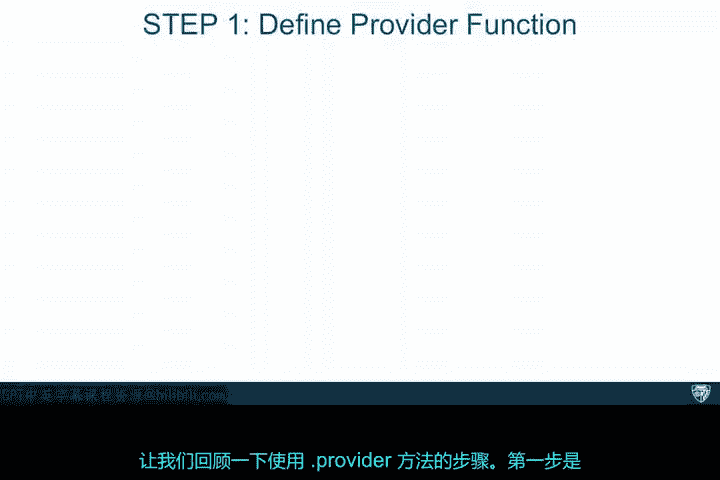 STEP 1: Define Provider Function
让我们回顾一下使用 .provider 方法的步骤。第一步是